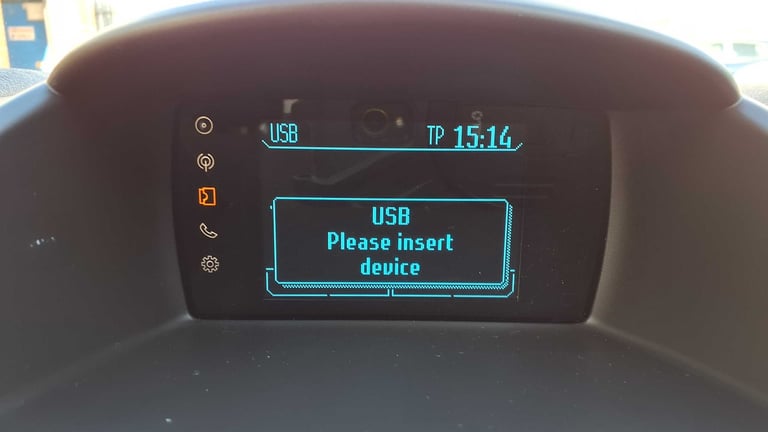 USB TP 15:14
USB
Please insert
device